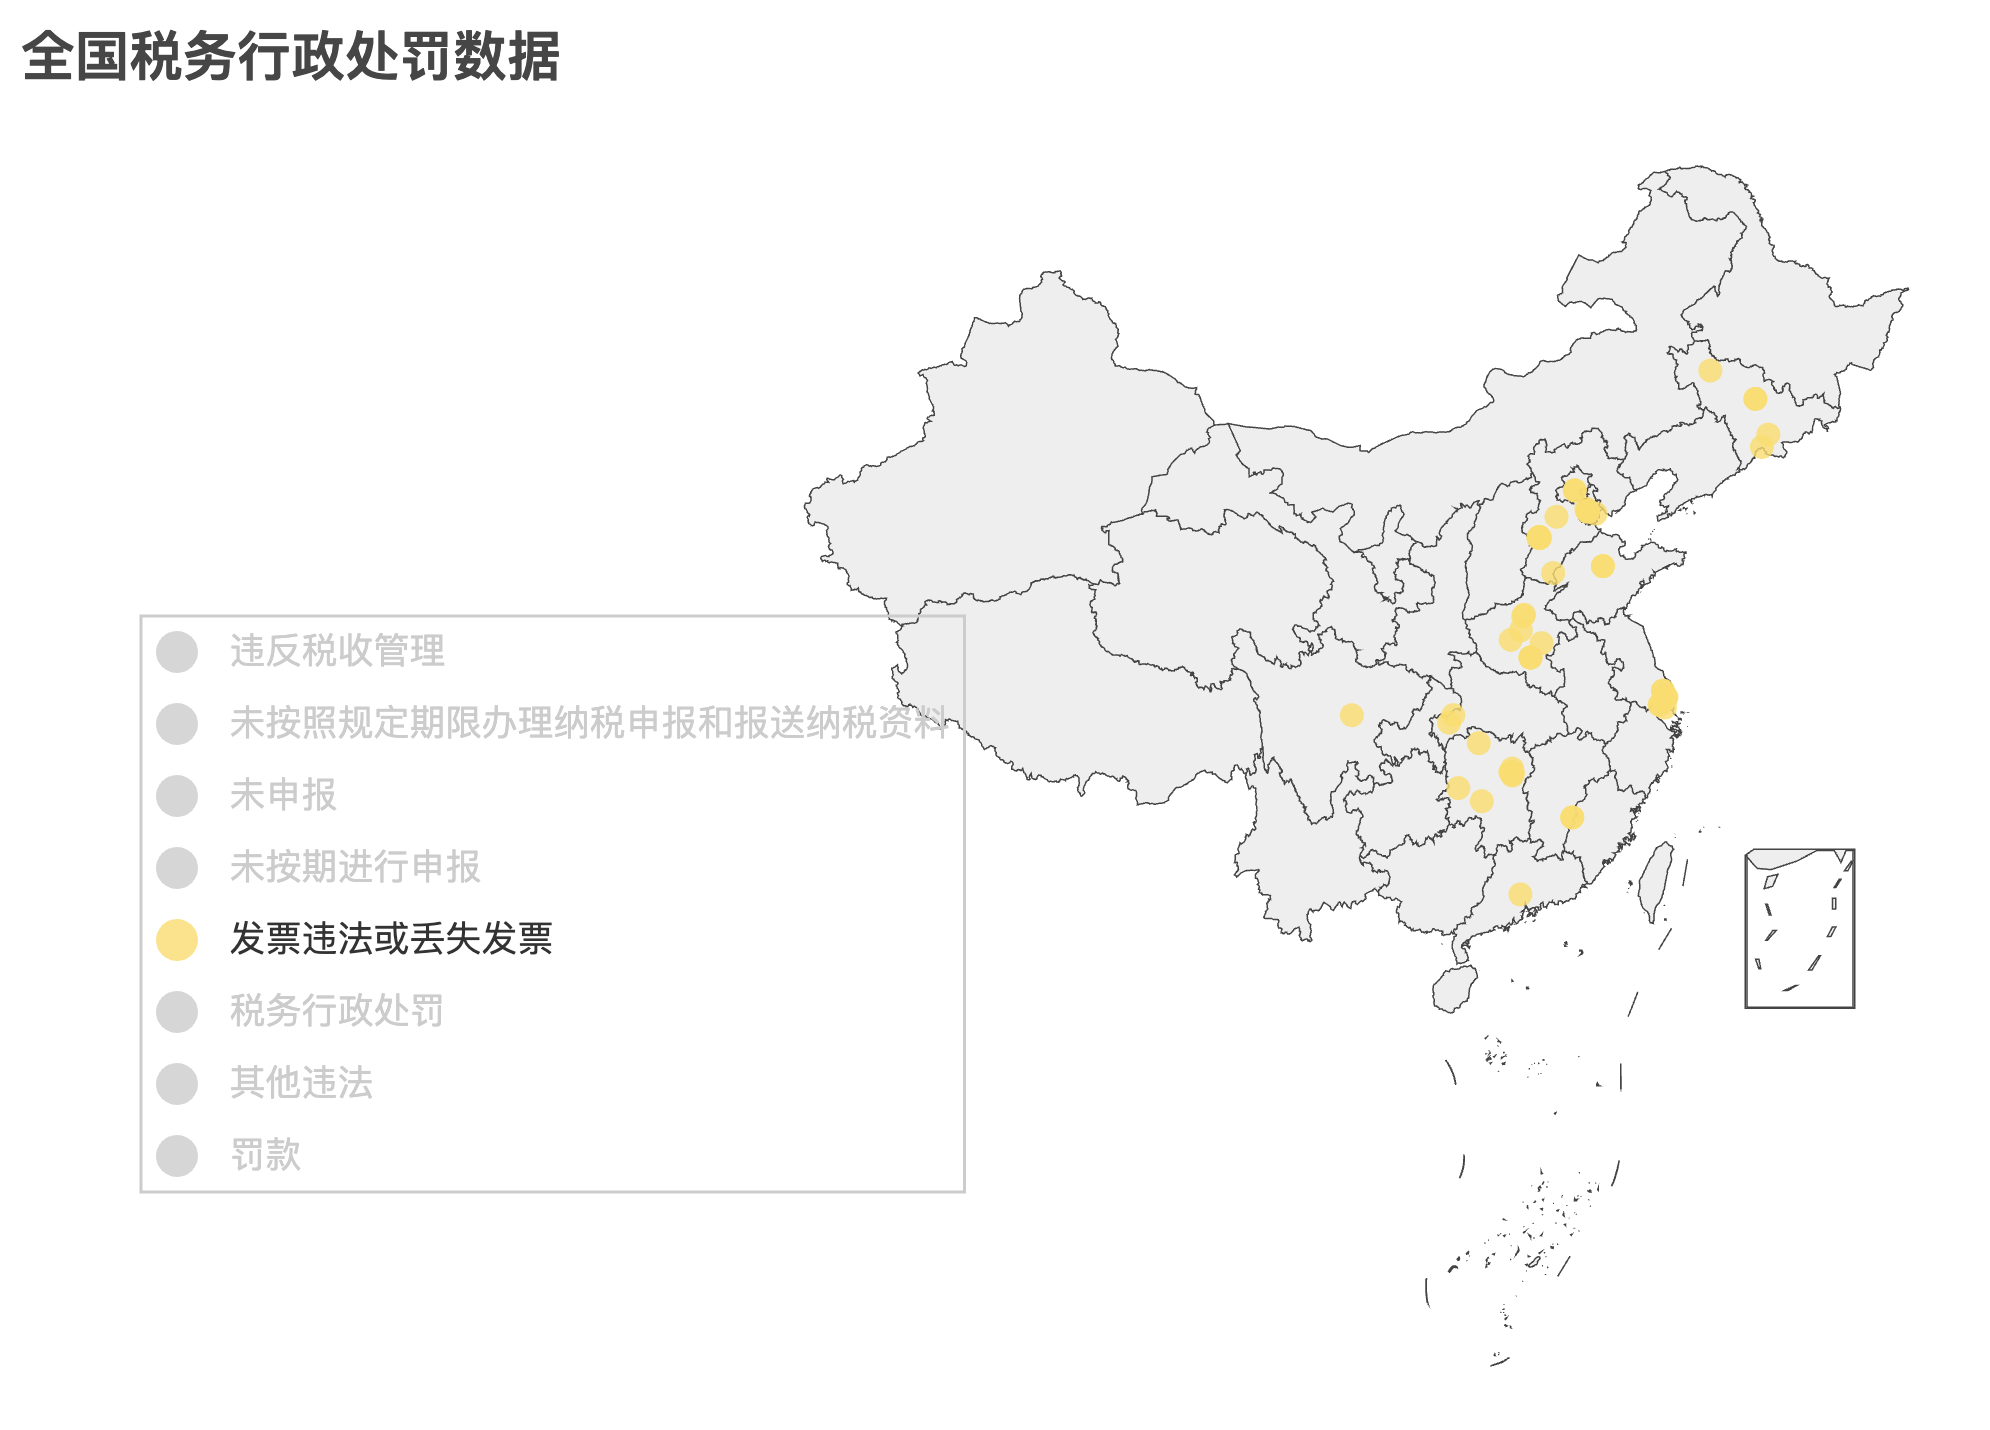 全国税务行政处罚数据
违反税收管理
未按照规定期限办理纳税申报和报送纳税资料
未申报
未按期进行申报
发票违法或丢失发票
税务行政处罚
其他违法
罚款